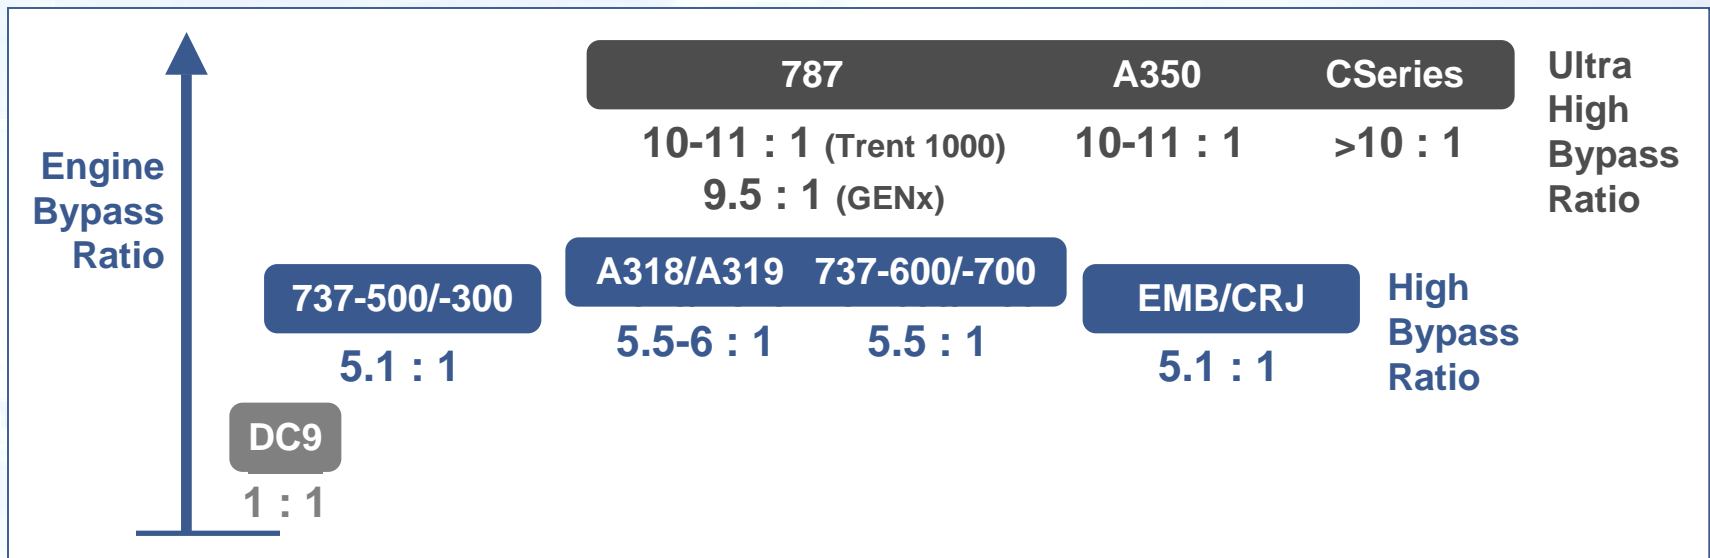 787 A350 CSeries
10-11 : 1 (Trent 1000) 10-11 : 1 >10 : 1
9.5 : 1 (GENx)
Ultra
High
Bypass
Ratio
Engine
Bypass
Ratio
737-500/-300
5.1 : 1
A318/A319 737-600/-700
5.5-6 : 1 5.5 : 1
EMB/CRJ
5.1 : 1
High
Bypass
Ratio
DC9
1 : 1